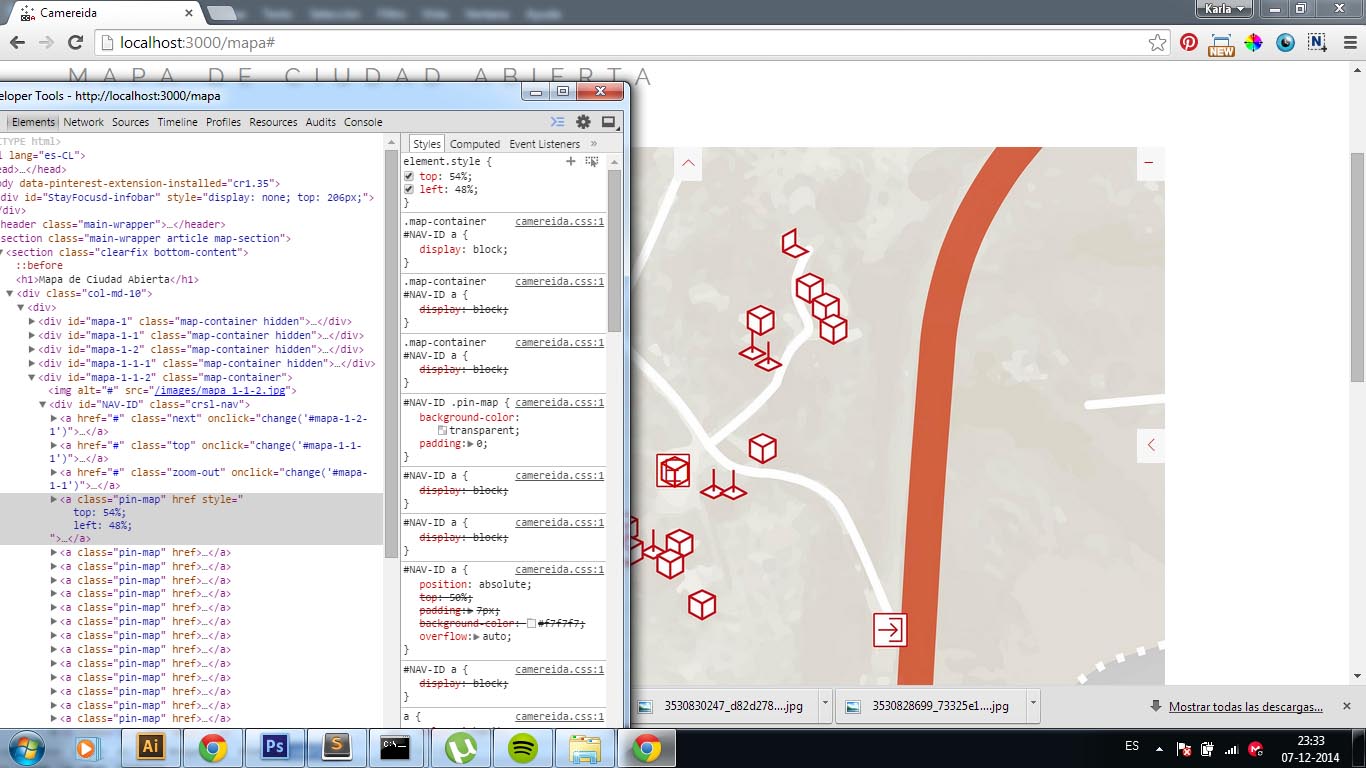 Camereida
Karla
localhost:3000/mapa#
NEW
MAPA DE CIUDAD ABIERTA
eloper Tools - http://localhost:3000/mapa
Elements Network Sources Timeline Profiles Resources Audits Console
CTYPE html>
l lang="es-CL">
ead>…</head>
ody data-pinterest-extension-installed="cr1.35">
div id="StayFocusd-infobar" style="display: none; top: 206px;">
/div>
header class="main-wrapper">…</header>
section class="main-wrapper article map-section">
<section class="clearfix bottom-content">
::before
<h1>Mapa de Ciudad Abierta</h1>
<div class="col-md-10">
<div>
<div id="mapa-1" class="map-container hidden">…</div>
<div id="mapa-1-1" class="map-container hidden">…</div>
<div id="mapa-1-2" class="map-container hidden">…</div>
<div id="mapa-1-1-1" class="map-container hidden">…</div>
<div id="mapa-1-1-2" class="map-container">
<img alt="#" src="/images/mapa 1-1-2.jpg">
<div id="NAV-ID" class="crsl-nav">
<a href="#" class="next" onclick="change('#mapa-1-2-
1')">…</a>
<a href="#" class="top" onclick="change('#mapa-1-1-
1')">…</a>
<a href="#" class="zoom-out" onclick="change('#mapa-
1-1')">…</a>
<a class="pin-map" href style="
top: 54%;
left: 48%;
">…</a>
<a class="pin-map" href>…</a>
<a class="pin-map" href>…</a>
<a class="pin-map" href>…</a>
<a class="pin-map" href>…</a>
<a class="pin-map" href>…</a>
<a class="pin-map" href>…</a>
<a class="pin-map" href>…</a>
<a class="pin-map" href>…</a>
<a class="pin-map" href>…</a>
<a class="pin-map" href>…</a>
<a class="pin-map" href>…</a>
<a class="pin-map" href>…</a>
<a class="pin-map" href>…</a>
Styles Computed Event Listeners »
element.style {
top: 54%;
left: 48%;
}
.map-container camereida.css:1
#NAV-ID a {
display: block;
}
.map-container camereida.css:1
#NAV-ID a {
display: block;
}
.map-container camereida.css:1
#NAV-ID a {
display: block;
}
#NAV-ID .pin-map { camereida.css:1
background-color:
transparent;
padding: 0;
}
#NAV-ID a { camereida.css:1
display: block;
}
#NAV-ID a { camereida.css:1
display: block;
}
#NAV-ID a { camereida.css:1
position: absolute;
top: 50%;
padding: 7px;
background-color: #f7f7f7;
overflow: auto;
}
#NAV-ID a { camereida.css:1
display: block;
}
a { camereida.css:1
3530830247_d82d278....jpg
3530828699_73325e1....jpg
Mostrar todas las descargas...
Ai
Ps
C:\.
ES
23:33
07-12-2014